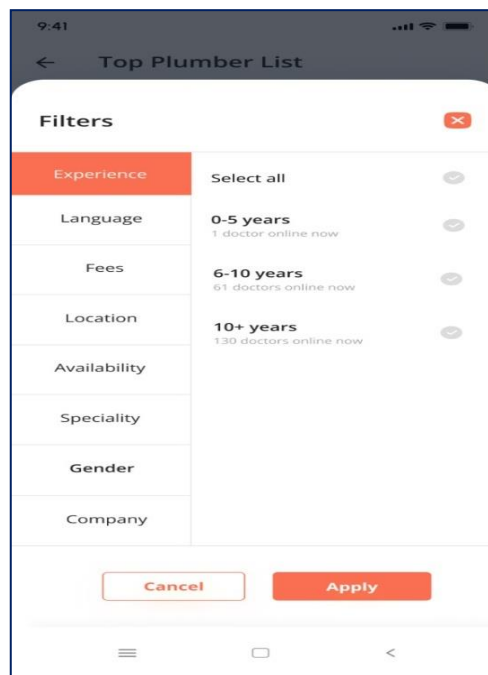 9:41
Top Plumber List
Filters
Experience
Language
Fees
Location
Availability
Speciality
Gender
Company
Select all
0-5 years
1 doctor online now
6-10 years
61 doctors online now
10+ years
130 doctors online now
Cancel
Apply